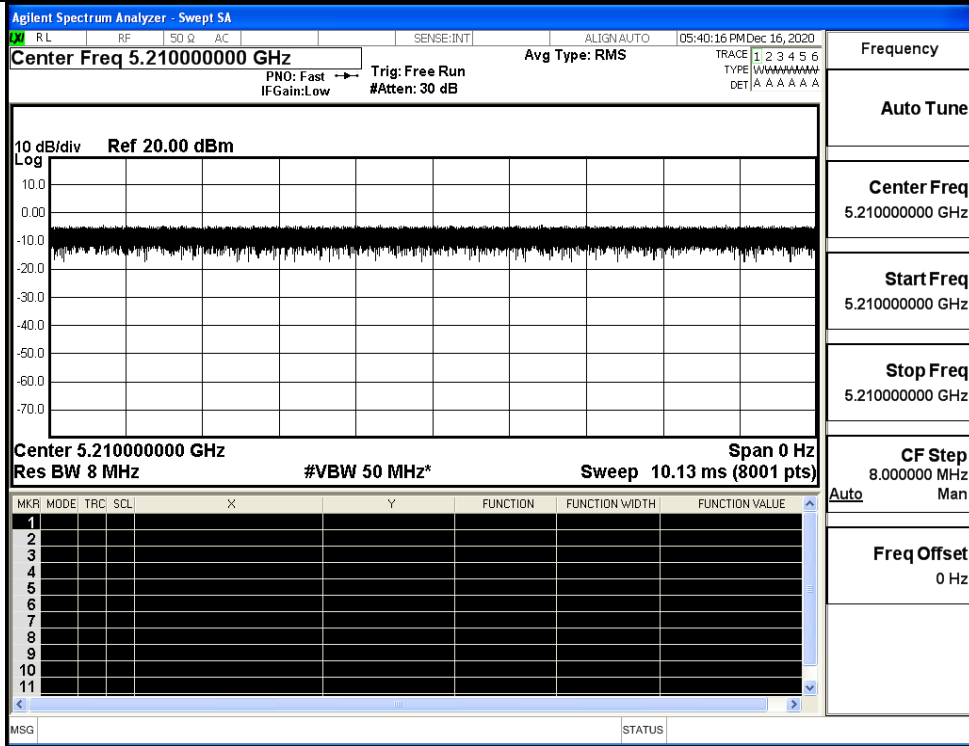 Agilent Spectrum Analyzer - Swept SA
LXI RL RF 50 Ω AC SENSE:INT ALIGN AUTO 05:40:16 PM Dec 16, 2020
Center Freq 5.210000000 GHz Avg Type: RMS TRACE 1 2 3 4 5 6
PNO: Fast Trig: Free Run TYPE WWWWWW
IFGain:Low #Atten: 30 dB DET A A A A A A
10 dB/div Ref 20.00 dBm
Log
10.0
0.00
-10.0
-20.0
-30.0
-40.0
-50.0
-60.0
-70.0
Center 5.210000000 GHz Span 0 Hz
Res BW 8 MHz #VBW 50 MHz* Sweep 10.13 ms (8001 pts)
MKR MODE TRC SCL X Y FUNCTION FUNCTION WIDTH FUNCTION VALUE
1
2
3
4
5
6
7
8
9
10
11
MSG STATUS
Frequency
Auto Tune
Center Freq
5.210000000 GHz
Start Freq
5.210000000 GHz
Stop Freq
5.210000000 GHz
CF Step
8.000000 MHz
Auto Man
Freq Offset
0 Hz